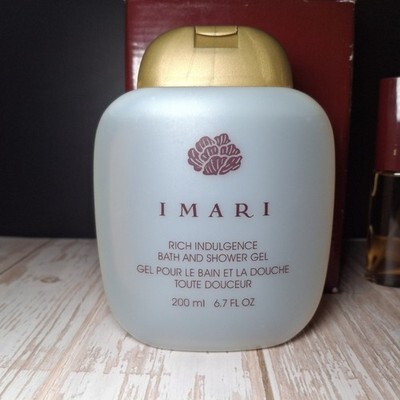 IMARI
RICH INDULGENCE
BATH AND SHOWER GEL
GEL POUR LE BAIN ET LA DOUCHE
TOUTE DOUCEUR
200 ml 6.7 FL OZ